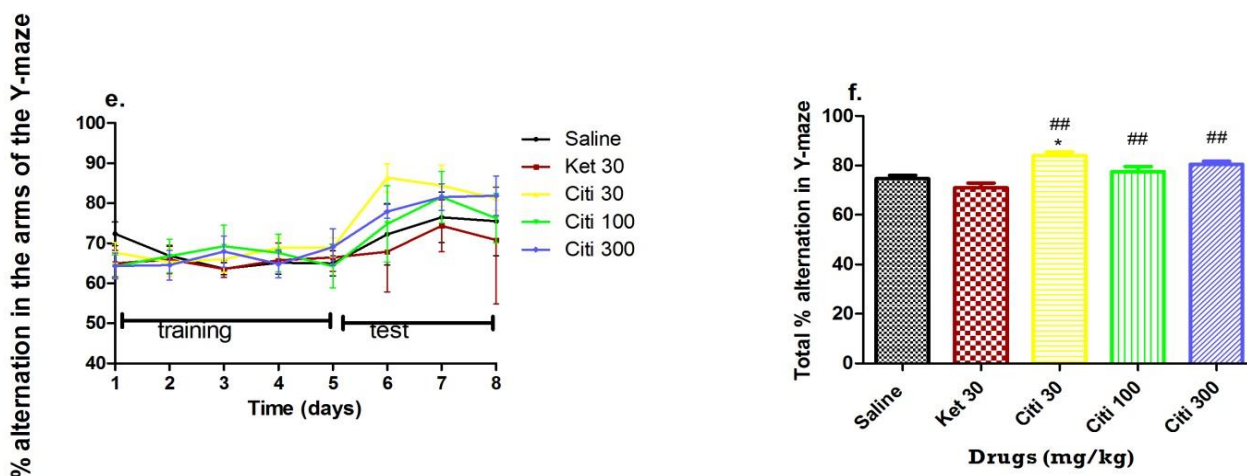 % alternation in the arms of the Y-maze
e.
100
90
80
70
60
50
40
training
test
1 2 3 4 5 6 7 8
Time (days)
Saline
Ket 30
Citi 30
Citi 100
Citi 300
f.
Total % alternation in Y-maze
100
80
60
40
20
0
##
*
##
##
Saline
Ket 30
Citi 30
Citi 100
Citi 300
Drugs (mg/kg)